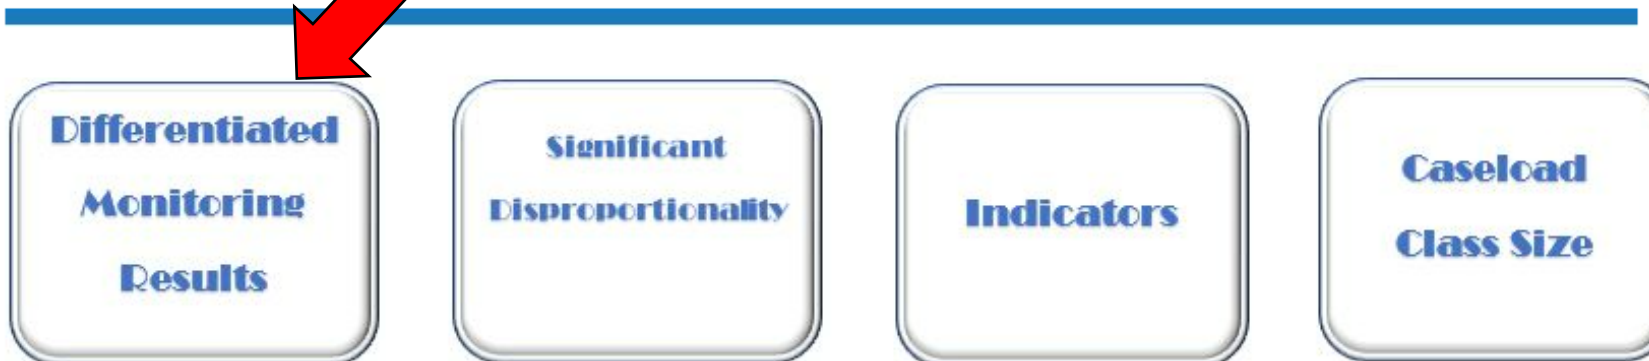 Differentiated
Monitoring
Results
Significant
Disproportionality
Indicators
Caseload
Class Size